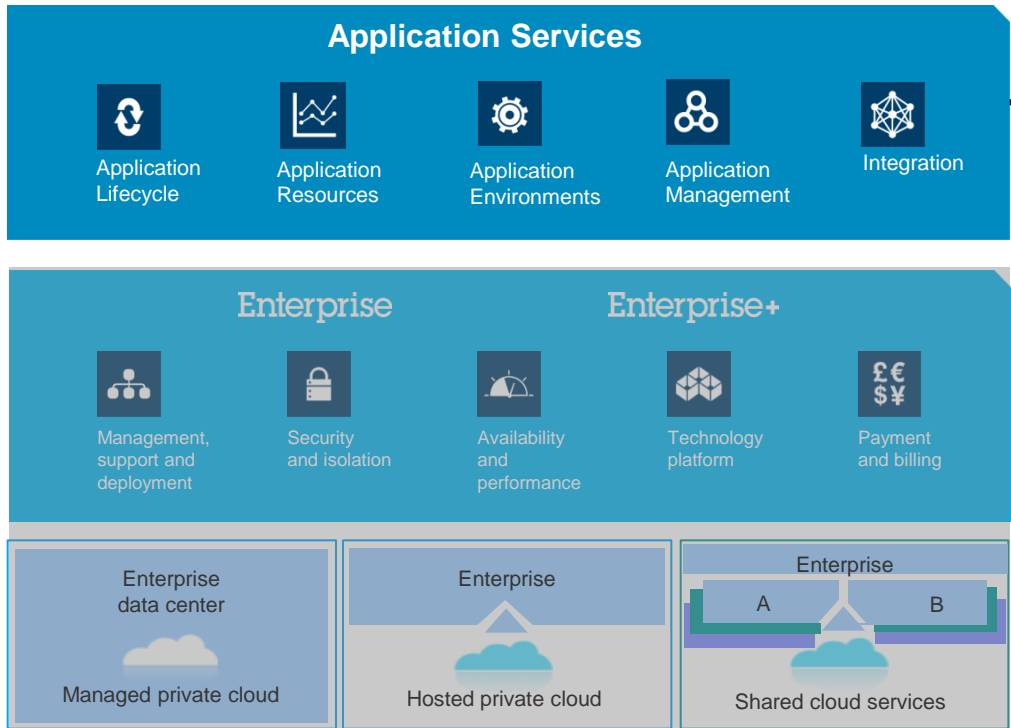 Application Services
Application
Lifecycle
Application
Resources
Application
Environments
Application
Management
Integration
Enterprise
Enterprise+
£€
$¥
Management,
support and
deployment
Security
and isolation
Availability
and
performance
Technology
platform
Payment
and billing
Enterprise
data center
Managed private cloud
Enterprise
Hosted private cloud
Enterprise
A
B
Shared cloud services